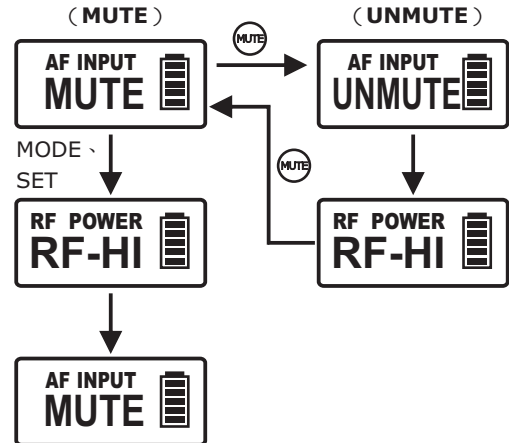 （MUTE）
（UNMUTE）
AF INPUT
MUTE
MUTE
AF INPUT
UNMUTE
MODE、
SET
MUTE
RF POWER
RF-HI
RF POWER
RF-HI
AF INPUT
MUTE